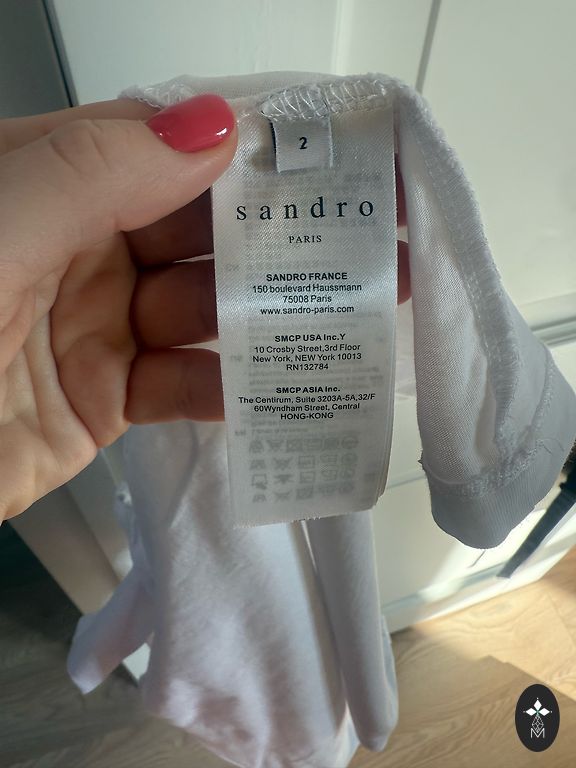 2
sandro
PARIS
SANDRO FRANCE
150 boulevard Haussmann
75008 Paris
www.sandro-paris.com
SMCP USA Inc.Y
10 Crosby Street,3rd Floor
New York, NEW York 10013
RN132784
SMCP ASIA Inc.
The Centirum, Suite 3203A-5A,32/F
60Wyndham Street, Central
HONG-KONG
M